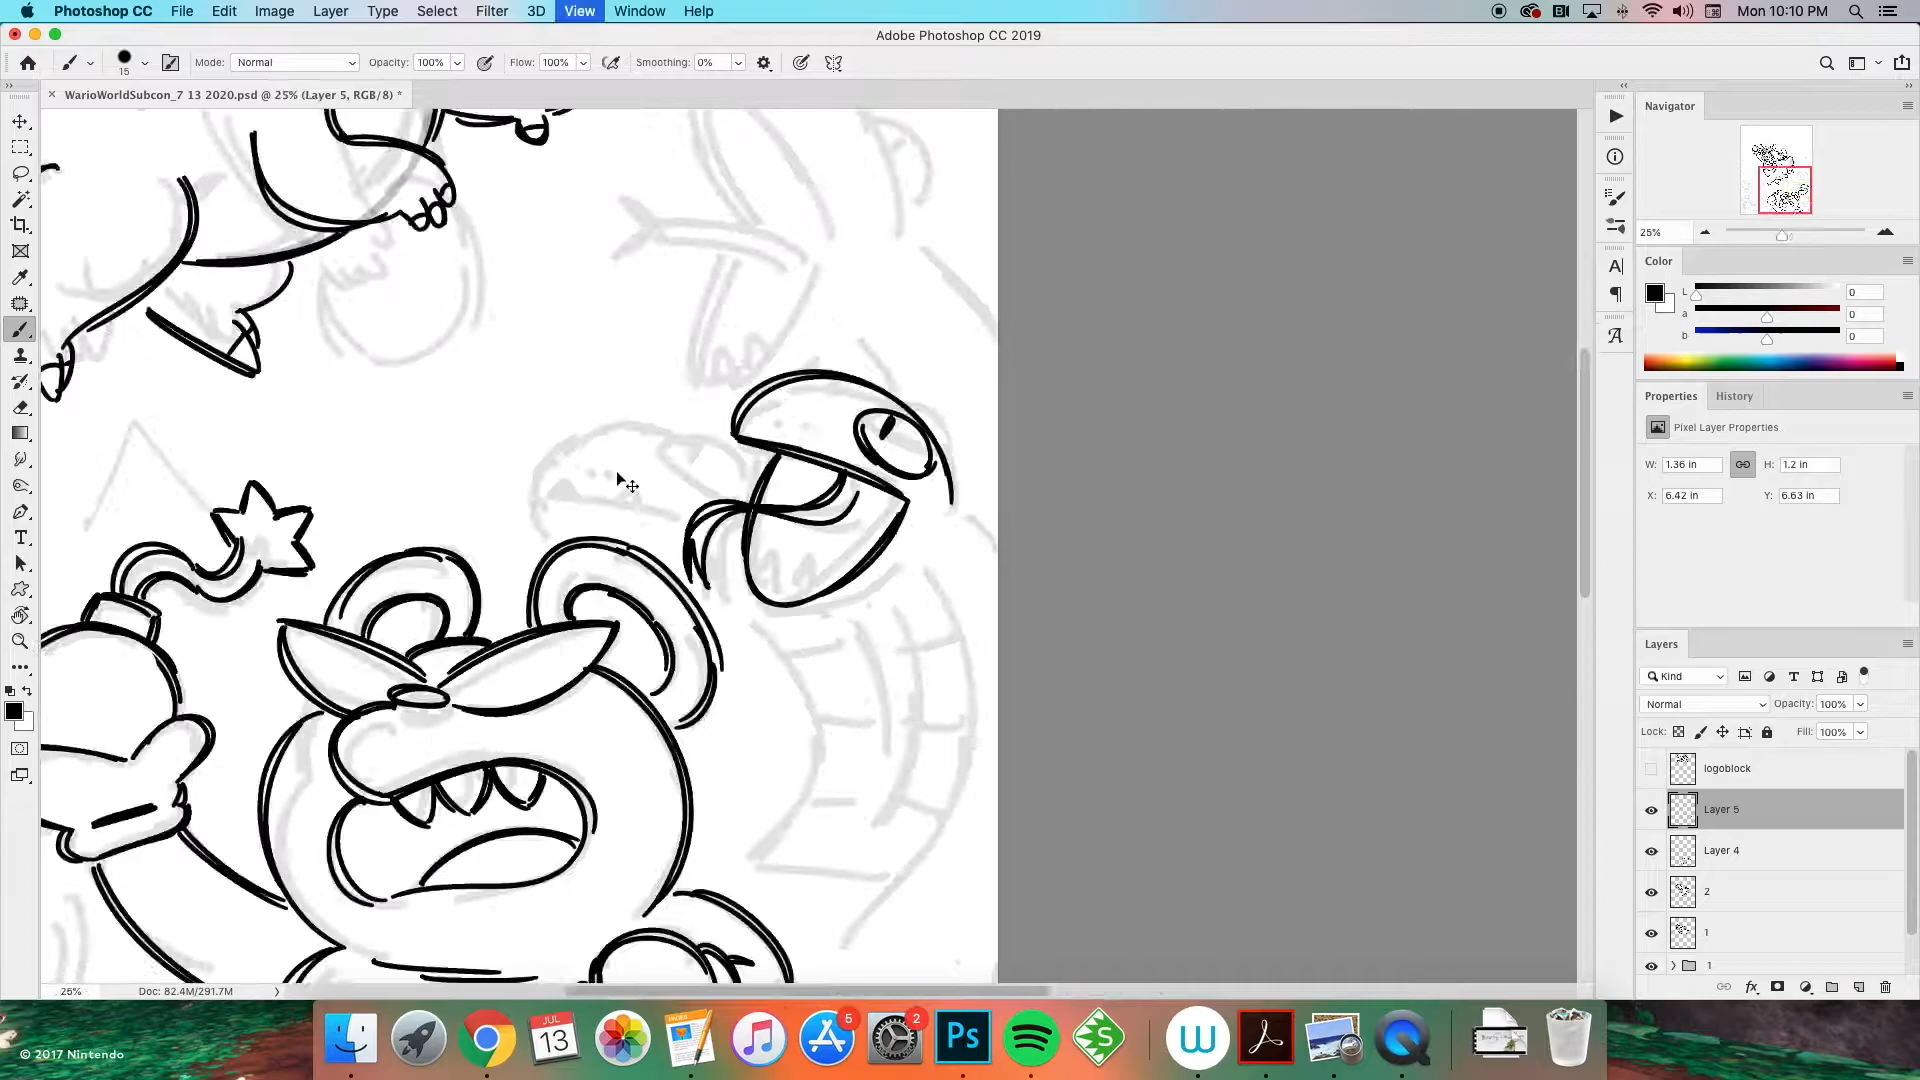 Photoshop CC File Edit Image Layer Type Select Filter 3D View Window Help Mon 10:10 PM
Adobe Photoshop CC 2019
15 Mode: Normal Opacity: 100% Flow: 100% Smoothing: 0%
× WarioWorldSubcon_7 13 2020.psd @ 25% (Layer 5, RGB/8) *
Navigator
25%
Color
L 0
a 0
b 0
Properties History
Pixel Layer Properties
W: 1.36 in H: 1.2 in
X: 6.42 in Y: 6.63 in
Layers
Kind
Normal Opacity: 100%
Lock: Fill: 100%
logoblock
Layer 5
Layer 4
2
1
1
25% Doc: 82.4M/291.7M
JUL
13
PAGES
5
2
Ps
© 2017 Nintendo